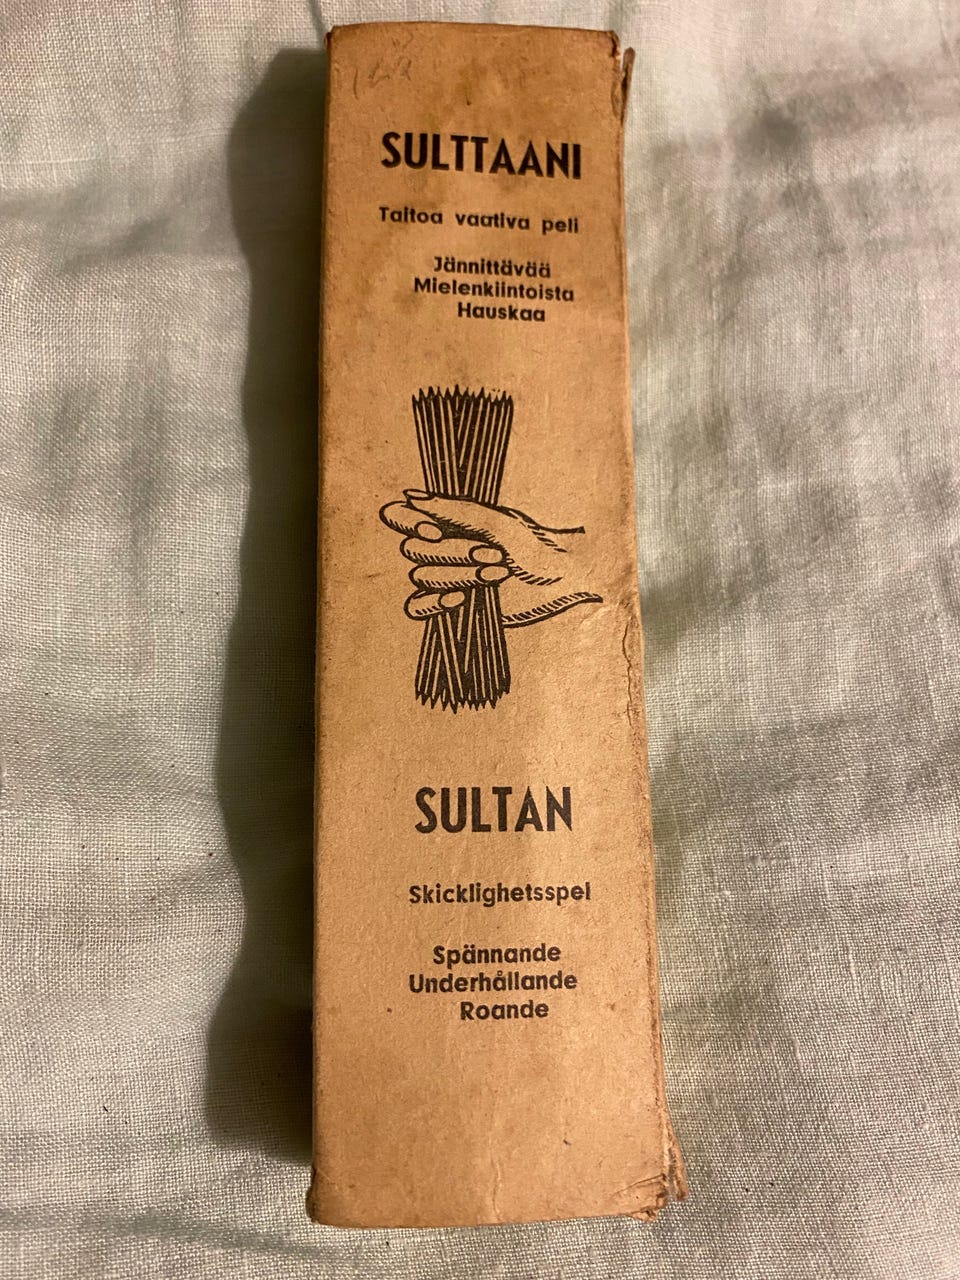 SULTTAANI
Taitoa vaativa peli
Jännittävää
Mielenkiintoista
Hauskaa
SULTAN
Skicklighetsspel
Spännande
Underhållande
Roande